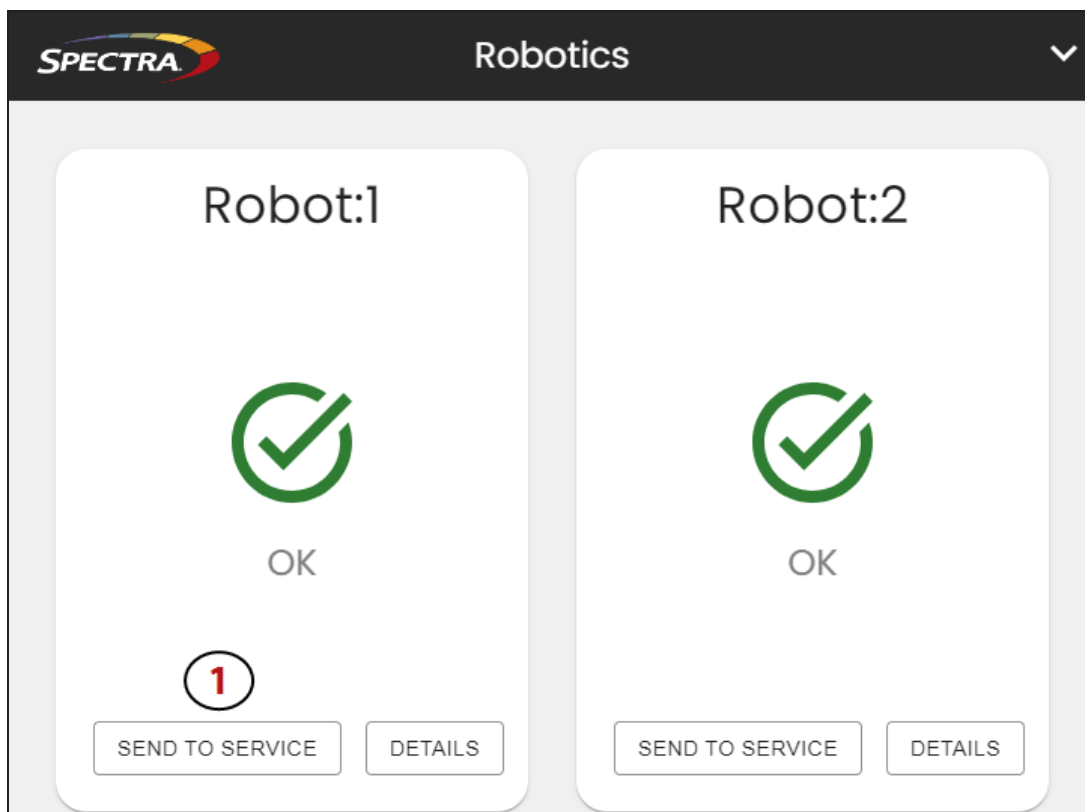 SPECTRA
Robotics
Robot:1
OK
1
SEND TO SERVICE
DETAILS
Robot:2
OK
SEND TO SERVICE
DETAILS